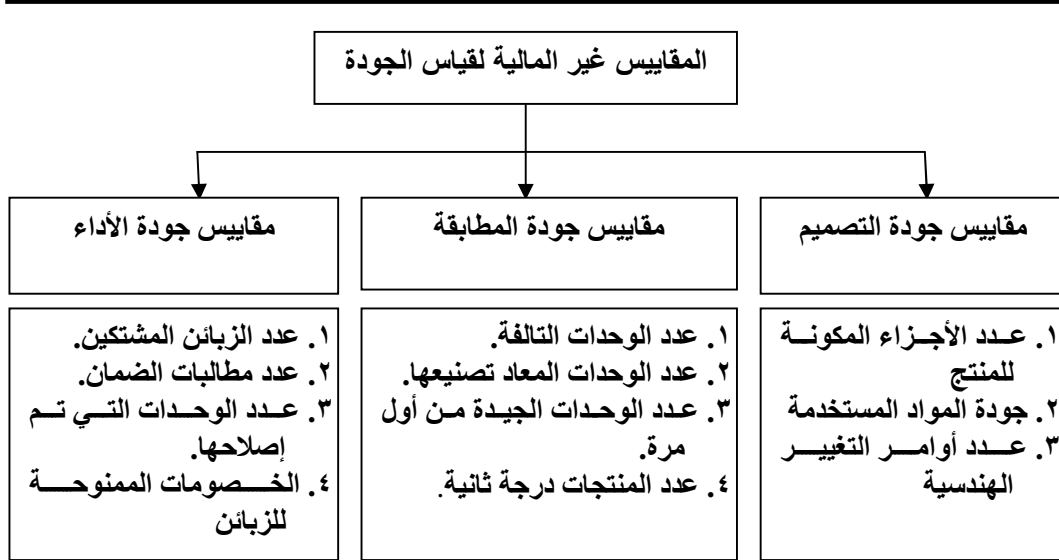 المقاييس غير المالية لقياس الجودة
مقاييس جودة التصميم
١. عدد الأجزاء المكونة
للمنتج
٢. جودة المواد المستخدمة
٣. عدد أوامر التغيير
الهندسية
مقاييس جودة المطابقة
١. عدد الوحدات التالفة.
٢. عدد الوحدات المعاد تصنيعها.
٣. عدد الوحدات الجيدة من أول
مرة.
٤. عدد المنتجات درجة ثانية.
مقاييس جودة الأداء
١. عدد الزبائن المشتكين.
٢. عدد مطالبات الضمان.
٣. عدد الوحدات التي تم
إصلاحها.
٤. الخصومات الممنوحة
للزبائن